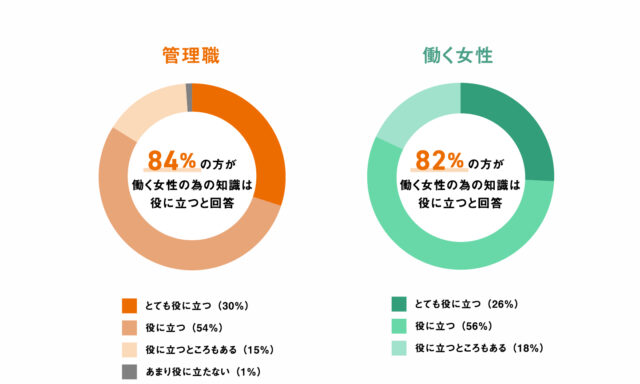 管理職
84%の方が
働く女性の為の知識は
役に立つと回答
とても役に立つ（30%）
役に立つ（54%）
役に立つところもある（15%）
あまり役に立たない（1%）
働く女性
82%の方が
働く女性の為の知識は
役に立つと回答
とても役に立つ（26%）
役に立つ（56%）
役に立つところもある（18%）